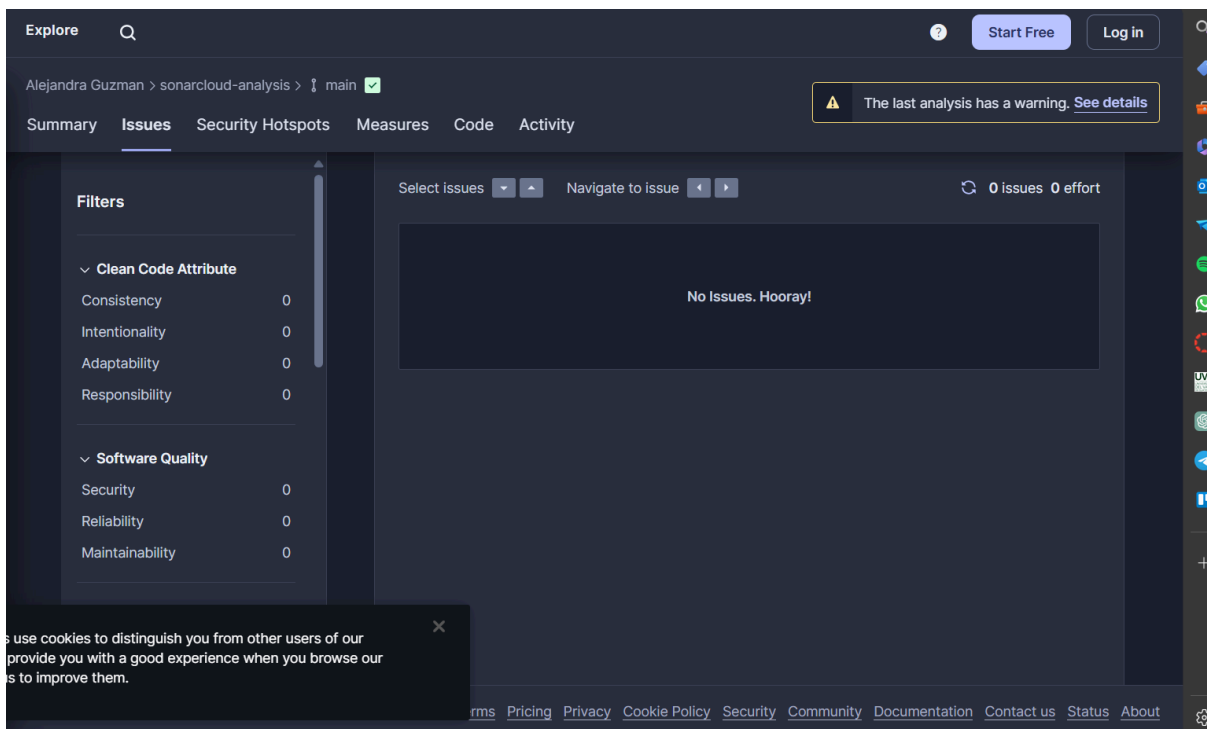 Explore
Start Free
Log in
Alejandra Guzman > sonarcloud-analysis > main
The last analysis has a warning. See details
Summary Issues Security Hotspots Measures Code Activity
Filters
Clean Code Attribute
Consistency 0
Intentionality 0
Adaptability 0
Responsibility 0
Software Quality
Security 0
Reliability 0
Maintainability 0
Select issues Navigate to issue 0 issues 0 effort
No Issues. Hooray!
use cookies to distinguish you from other users of our
provide you with a good experience when you browse our
to improve them.
Pricing Privacy Cookie Policy Security Community Documentation Contact us Status About